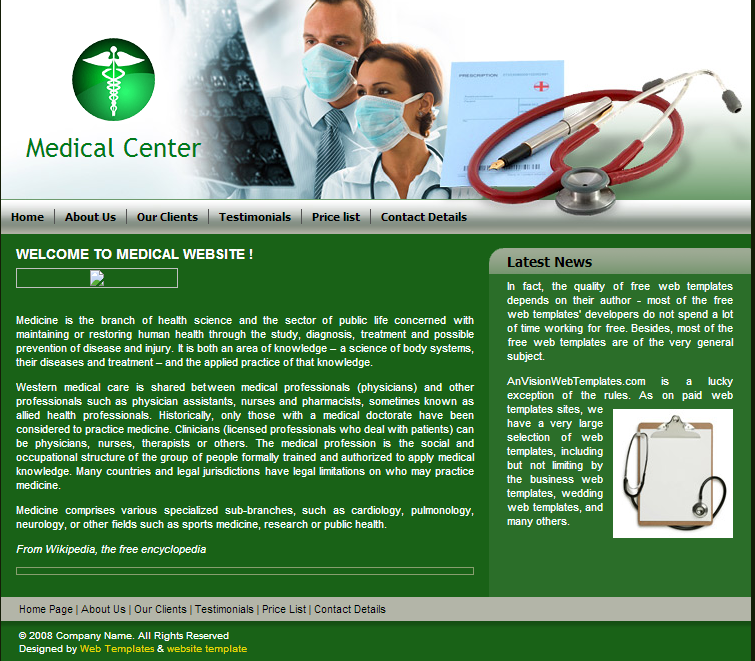 PRESCRIPTION
Medical Center
Home
About Us
Our Clients
Testimonials
Price list
Contact Details
WELCOME TO MEDICAL WEBSITE !
Medicine is the branch of health science and the sector of public life concerned with
maintaining or restoring human health through the study, diagnosis, treatment and possible
prevention of disease and injury. It is both an area of knowledge – a science of body systems,
their diseases and treatment – and the applied practice of that knowledge.
Western medical care is shared between medical professionals (physicians) and other
professionals such as physician assistants, nurses and pharmacists, sometimes known as
allied health professionals. Historically, only those with a medical doctorate have been
considered to practice medicine. Clinicians (licensed professionals who deal with patients) can
be physicians, nurses, therapists or others. The medical profession is the social and
occupational structure of the group of people formally trained and authorized to apply medical
knowledge. Many countries and legal jurisdictions have legal limitations on who may practice
medicine.
Medicine comprises various specialized sub-branches, such as cardiology, pulmonology,
neurology, or other fields such as sports medicine, research or public health.
From Wikipedia, the free encyclopedia
Latest News
In fact, the quality of free web templates
depends on their author - most of the free
web templates' developers do not spend a lot
of time working for free. Besides, most of the
free web templates are of the very general
subject.
AnVisionWebTemplates.com is a lucky
exception of the rules. As on paid web
templates sites, we
have a very large
selection of web
templates, including
but not limiting by
the business web
templates, wedding
web templates, and
many others.
Home Page | About Us | Our Clients | Testimonials | Price List | Contact Details
© 2008 Company Name. All Rights Reserved
Designed by Web Templates & website template